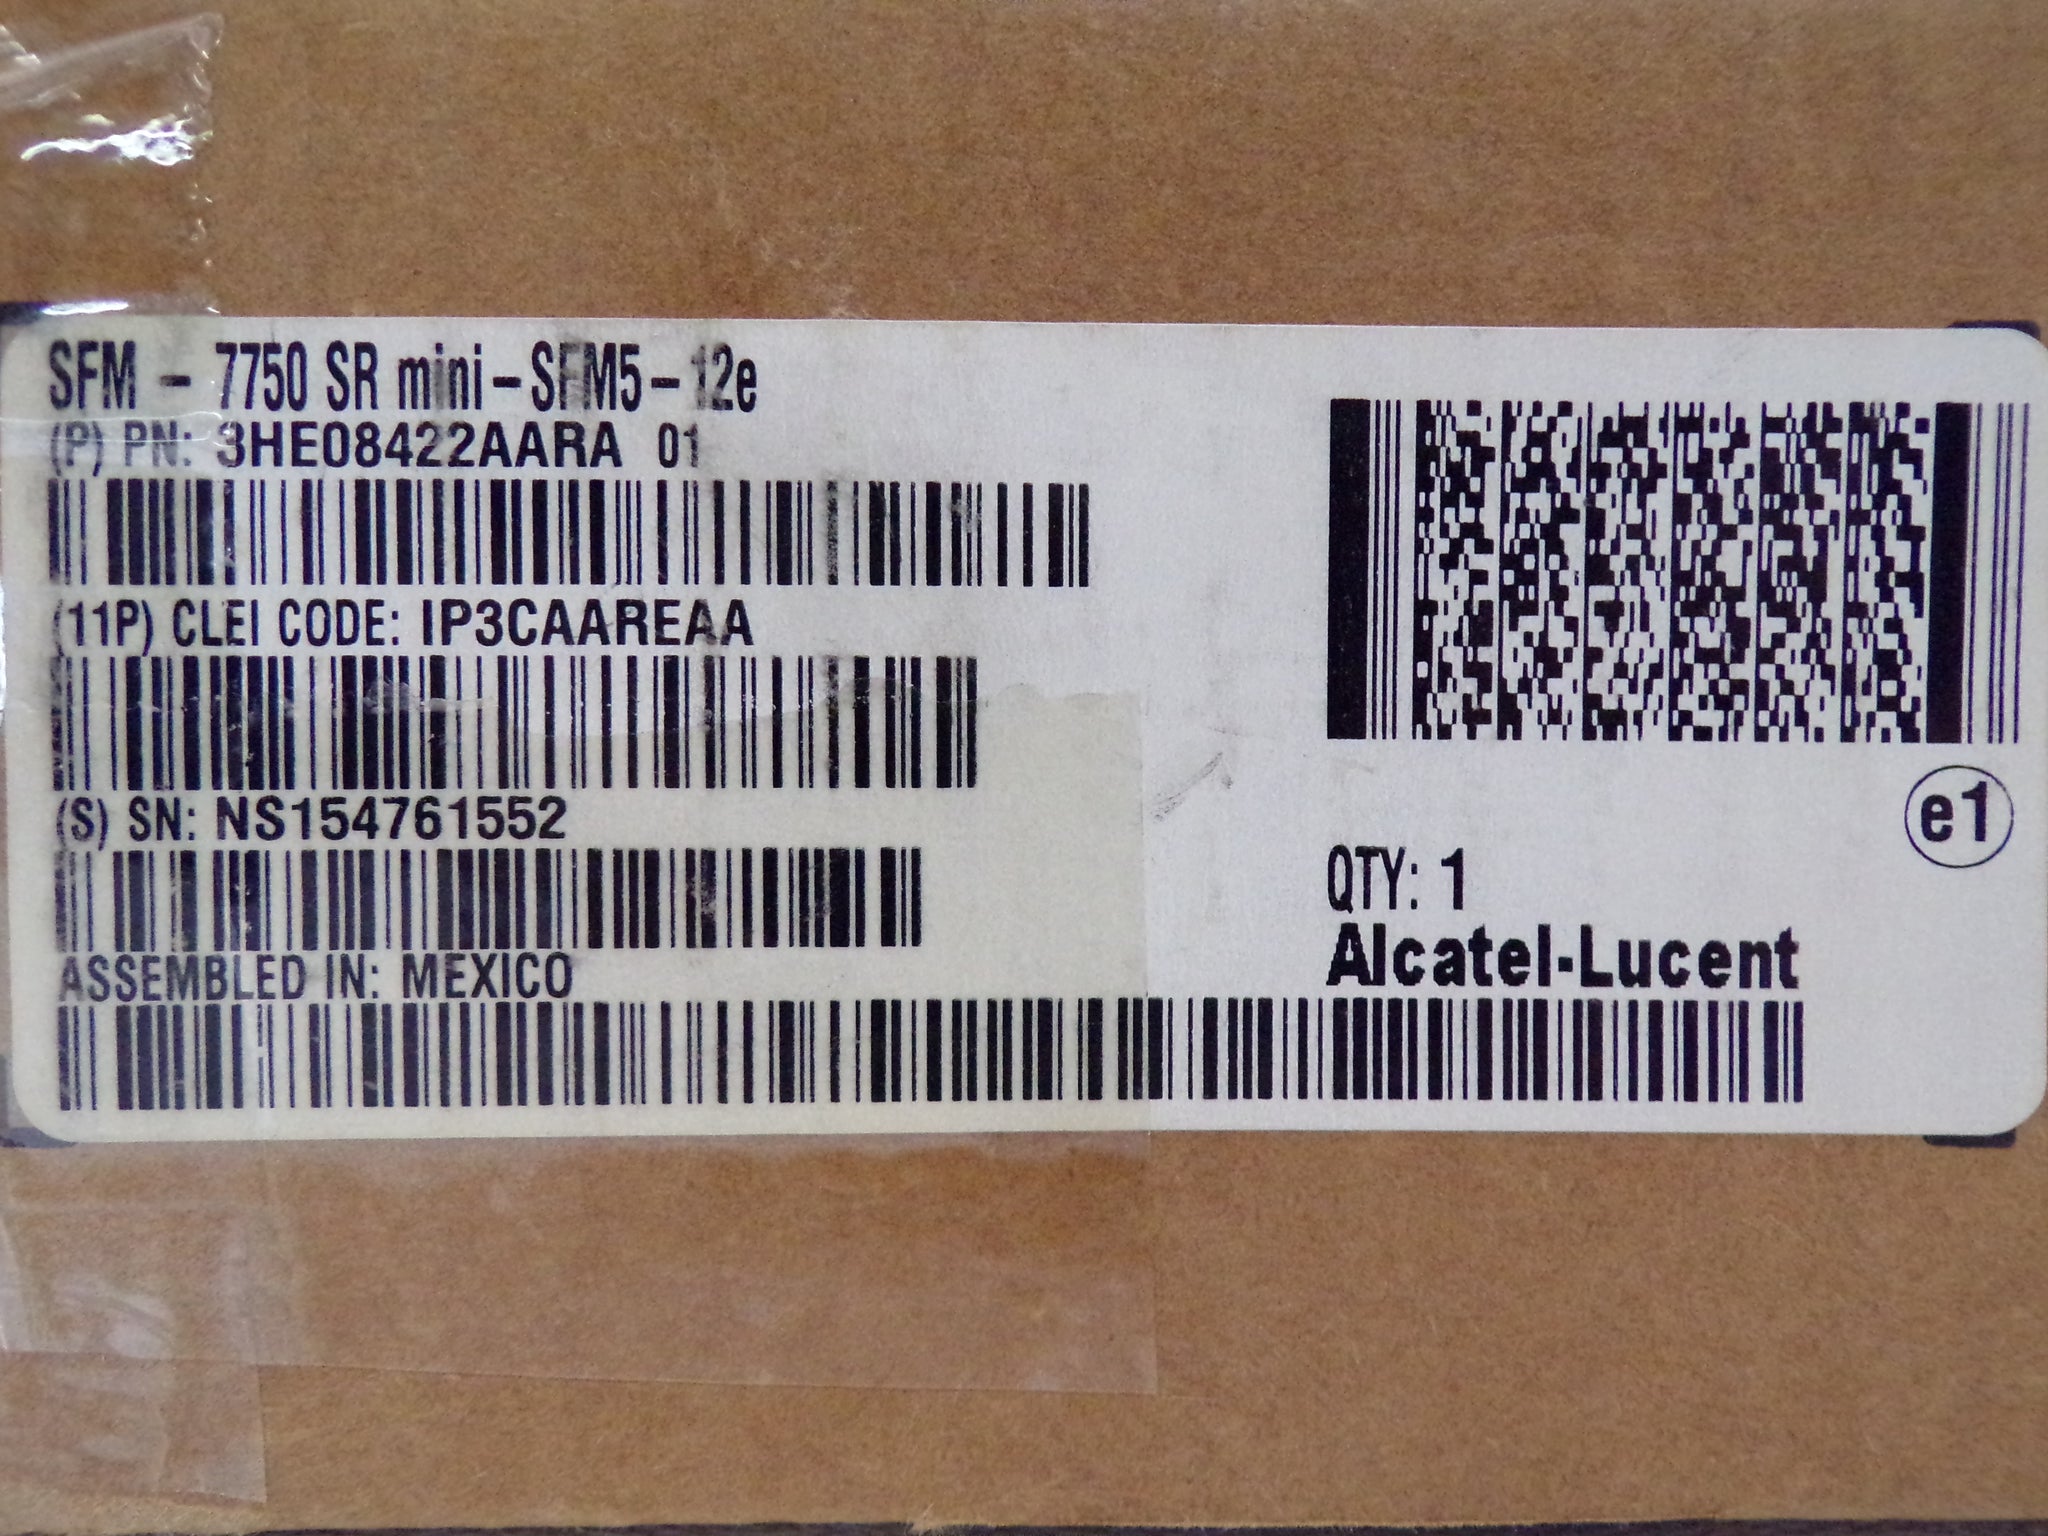 SFM - 7750 SR mini-SFM5-12e
(P) PN: 3HE08422AARA 01
(11P) CLEI CODE: IP3CAAREAA
(S) SN: NS154761552
e1
QTY: 1
Alcatel-Lucent
ASSEMBLED IN: MEXICO